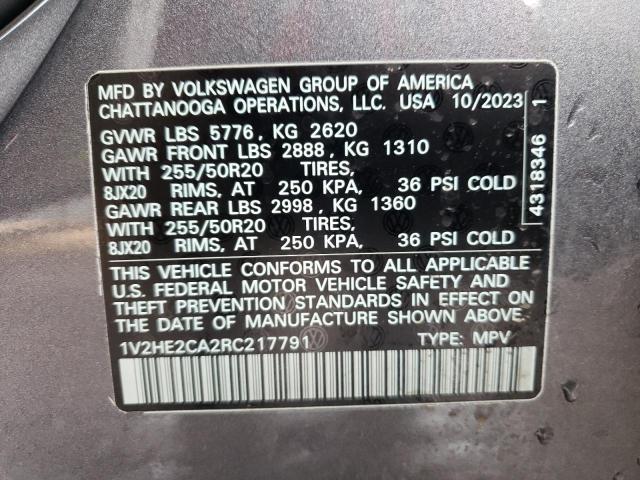 MFD BY VOLKSWAGEN GROUP OF AMERICA
CHATTANOOGA OPERATIONS, LLC. USA 10/2023
GVWR LBS 5776, KG 2620
GAWR FRONT LBS 2888, KG 1310
WITH 255/50R20 TIRES,
8JX20 RIMS, AT 250 KPA, 36 PSI COLD
GAWR REAR LBS 2998, KG 1360
WITH 255/50R20 TIRES,
8JX20 RIMS, AT 250 KPA, 36 PSI COLD
THIS VEHICLE CONFORMS TO ALL APPLICABLE
U.S. FEDERAL MOTOR VEHICLE SAFETY AND
THEFT PREVENTION STANDARDS IN EFFECT ON
THE DATE OF MANUFACTURE SHOWN ABOVE.
1V2HE2CA2RC217791 TYPE: MPV
4318346 1